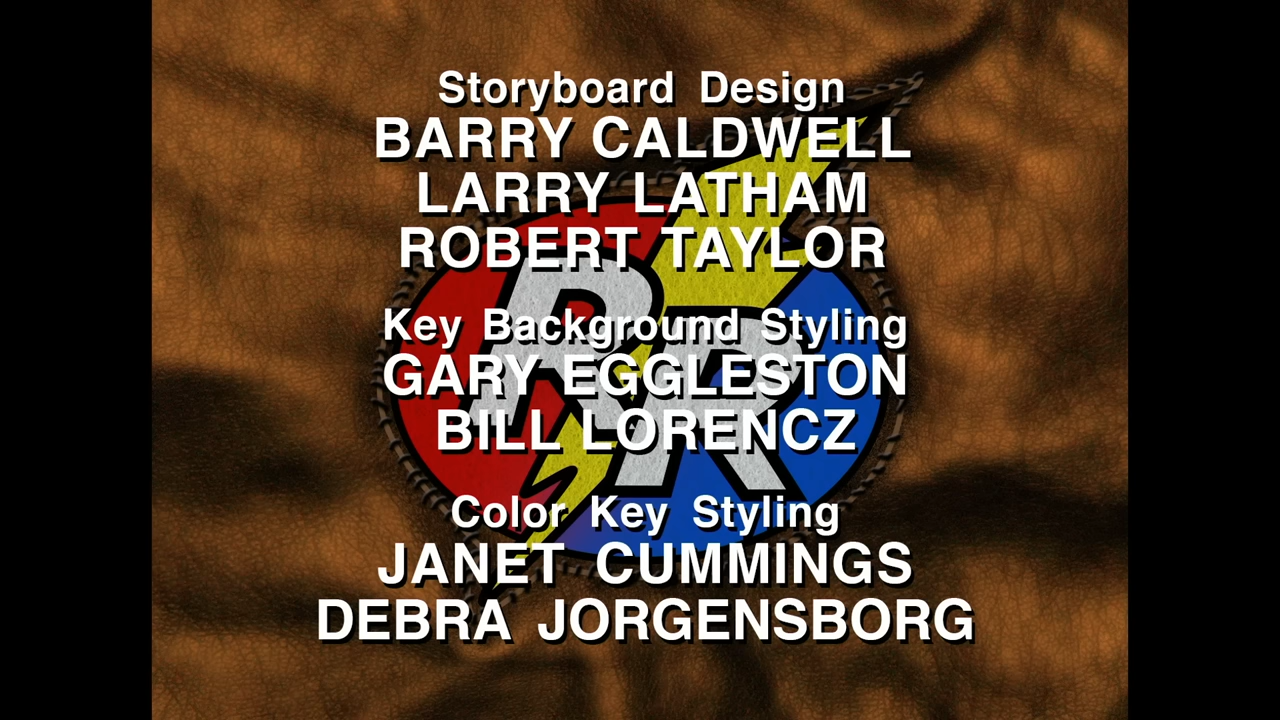 Storyboard Design
BARRY CALDWELL
LARRY LATHAM
ROBERT TAYLOR
Key Background Styling
GARY EGGLESTON
BILL LORENCZ
Color Key Styling
JANET CUMMINGS
DEBRA JORGENSBORG
RR